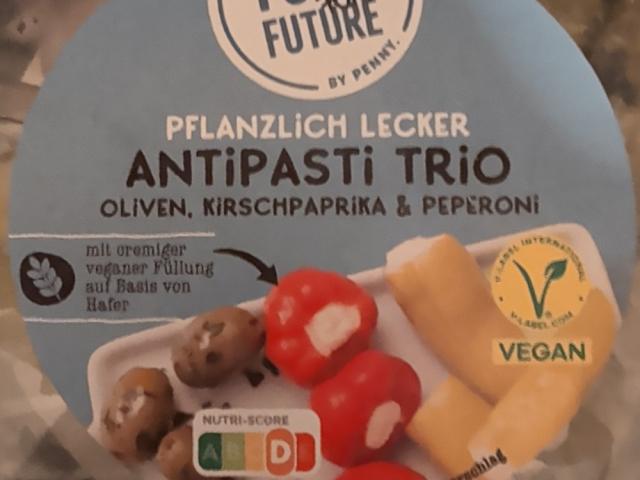 FUTURE
BY PENNY.
PFLANZLiCH LECKER
ANTiPASTi TRiO
OLiVEN, KiRSCHPAPRiKA & PEPERONi
mit cremiger
veganer Füllung
auf Basis von
Hafer
V-LABEL INTERNATIONAL
V-LABEL.COM
VEGAN
NUTRI-SCORE
A B C D E